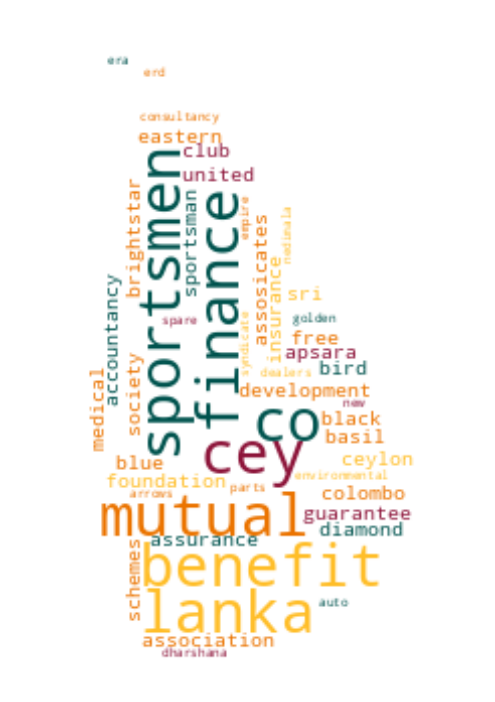 era
erd
consultancy
eastern
club
united
sportsmen
finance
sportsman
brightstar
empire
nedimala
assosicates
insurance
sri
accountancy
spare
golden
syndicate
free
apsara
bird
dealers
medical
society
development
new
co
black
basil
cey
blue
ceylon
foundation
environmental
arrows
parts
colombo
mutual
guarantee
diamond
assurance
schemes
benefit
lanka
auto
association
dharshana